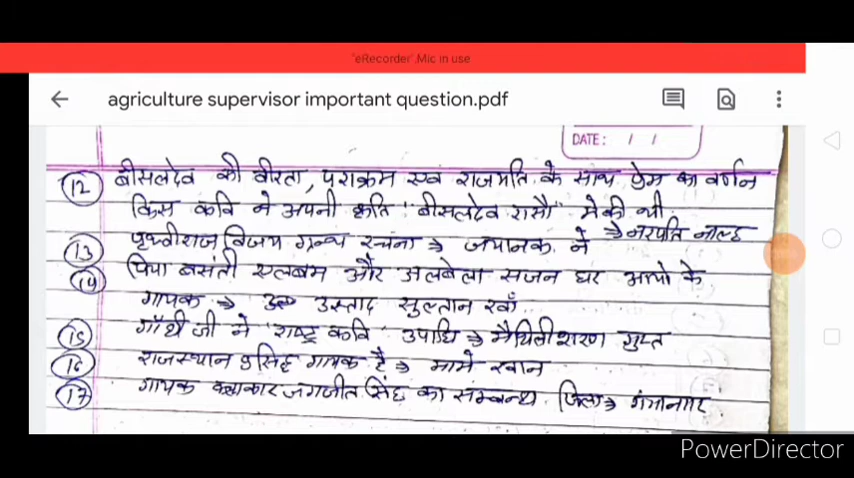 "eRecorder".Mic in use
agriculture supervisor important question.pdf
DATE: / /
12 बीसलदेव की वीरता, पराक्रम एवं राजमति के साथ प्रेम का वर्णन
किस कवि ने अपनी कृति "बीसलदेव रासौ" मे की थी
⇒ नरपति नाल्ह
13 पृथ्वीराज विजय ग्रन्थ रचना ⇒ जयानक ने
14 पिया बसंती एलबम और अलबेला सजन घर आयो के
गायक ⇒ उस्ताद सुल्तान खाँ
15 गाँधी जी ने "राष्ट्र कवि" उपाधि ⇒ मैथिलीशरण गुप्त
16 राजस्थान प्रसिद्ध गायक है ⇒ मामे खान
17 गायक कलाकार जगजीत सिंह का सम्बन्ध जिला ⇒ गंगानगर
PowerDirector